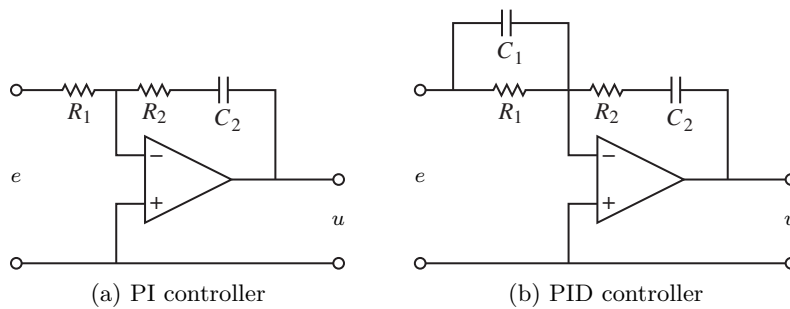 R1
R2
C2
e
−
+
u
(a) PI controller
C1
R1
R2
C2
e
−
+
u
(b) PID controller